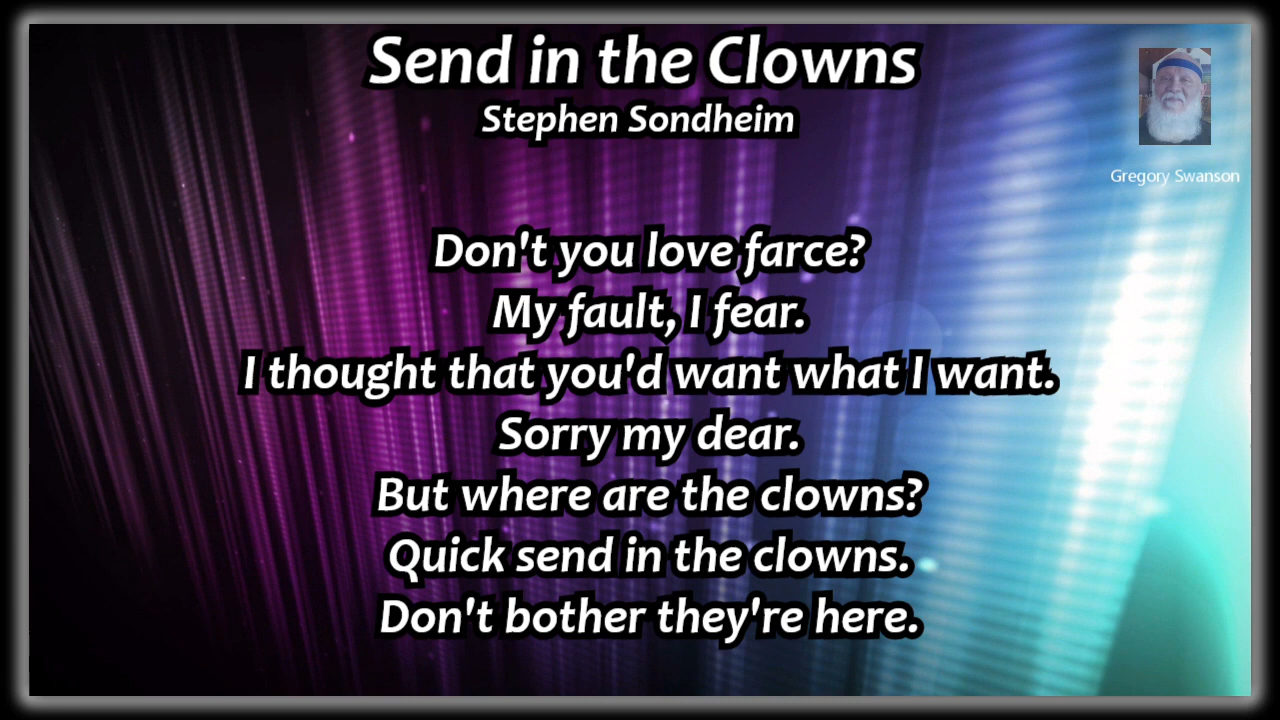 Send in the Clowns
Stephen Sondheim
Gregory Swanson
Don't you love farce?
My fault, I fear.
I thought that you'd want what I want.
Sorry my dear.
But where are the clowns?
Quick send in the clowns.
Don't bother they're here.